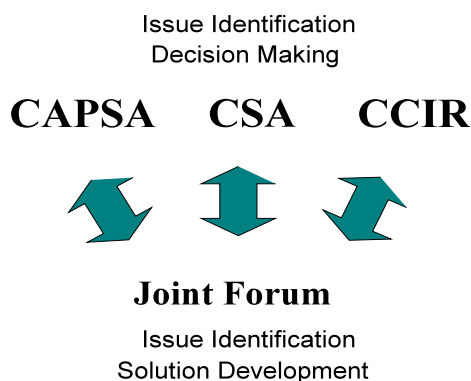 Issue Identification
Decision Making
CAPSA CSA CCIR
Joint Forum
Issue Identification
Solution Development